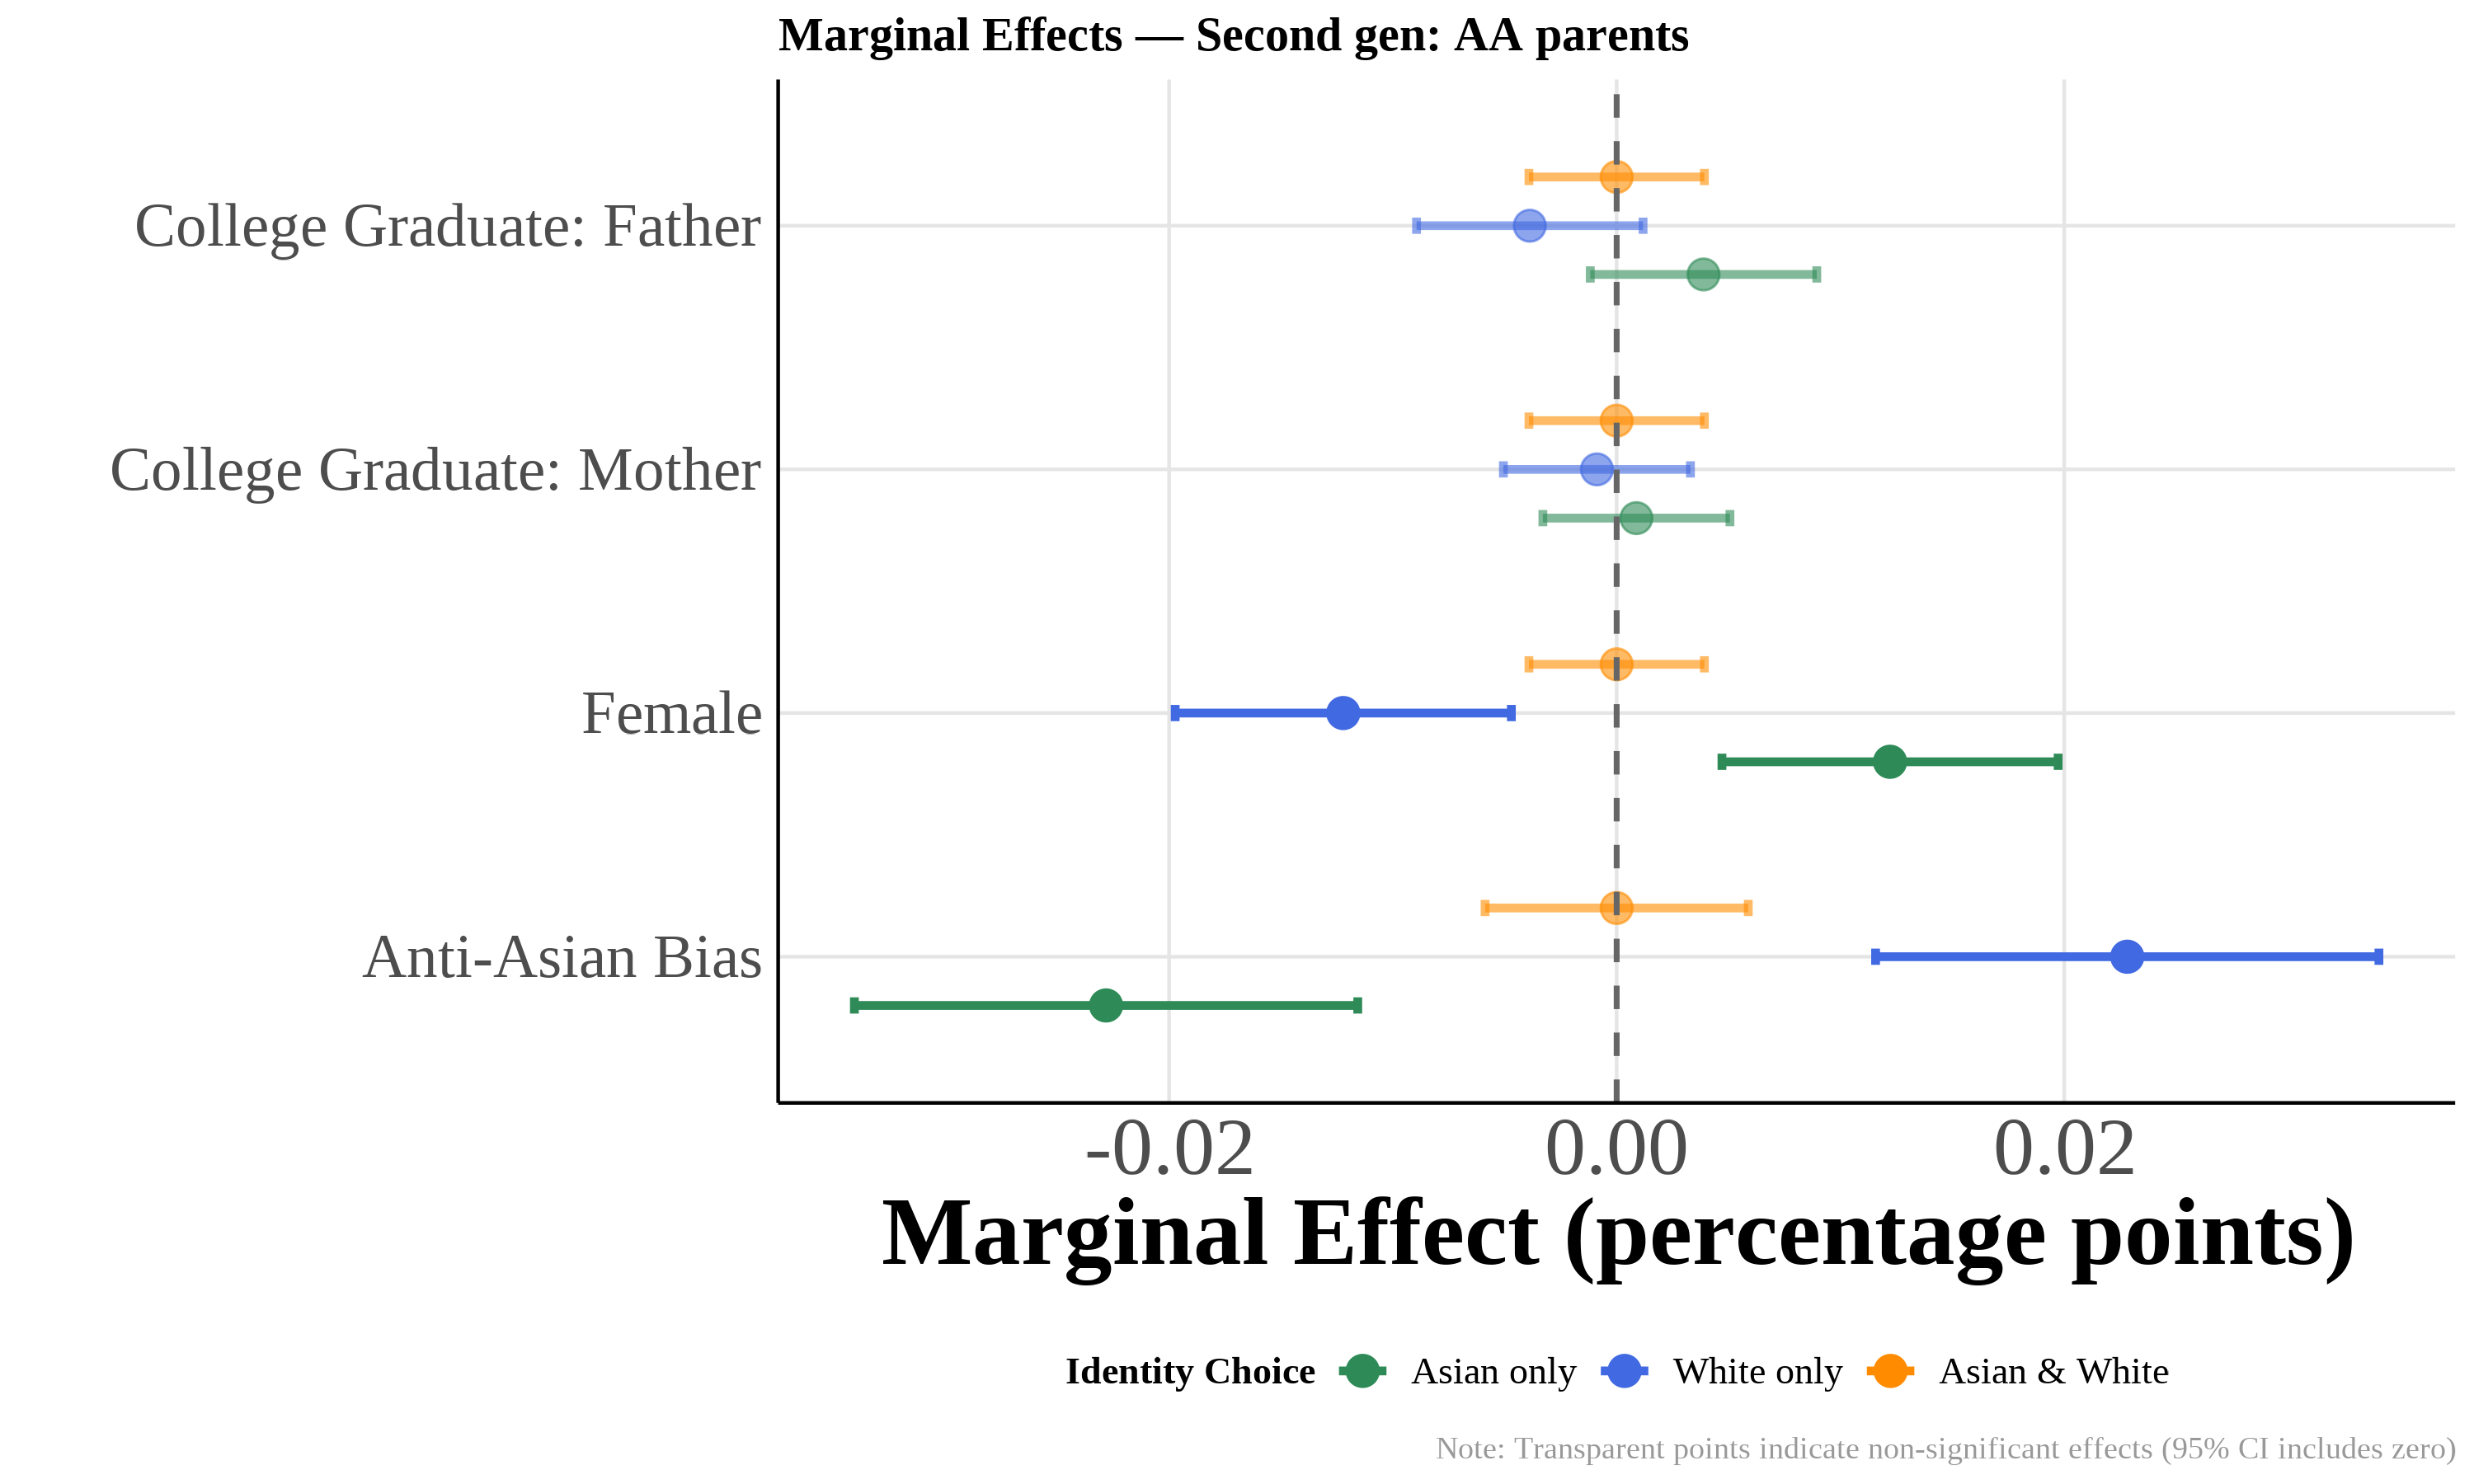 Marginal Effects — Second gen: AA parents
College Graduate: Father
College Graduate: Mother
Female
Anti-Asian Bias
-0.02 0.00 0.02
Marginal Effect (percentage points)
Identity Choice Asian only White only Asian & White
Note: Transparent points indicate non-significant effects (95% CI includes zero)